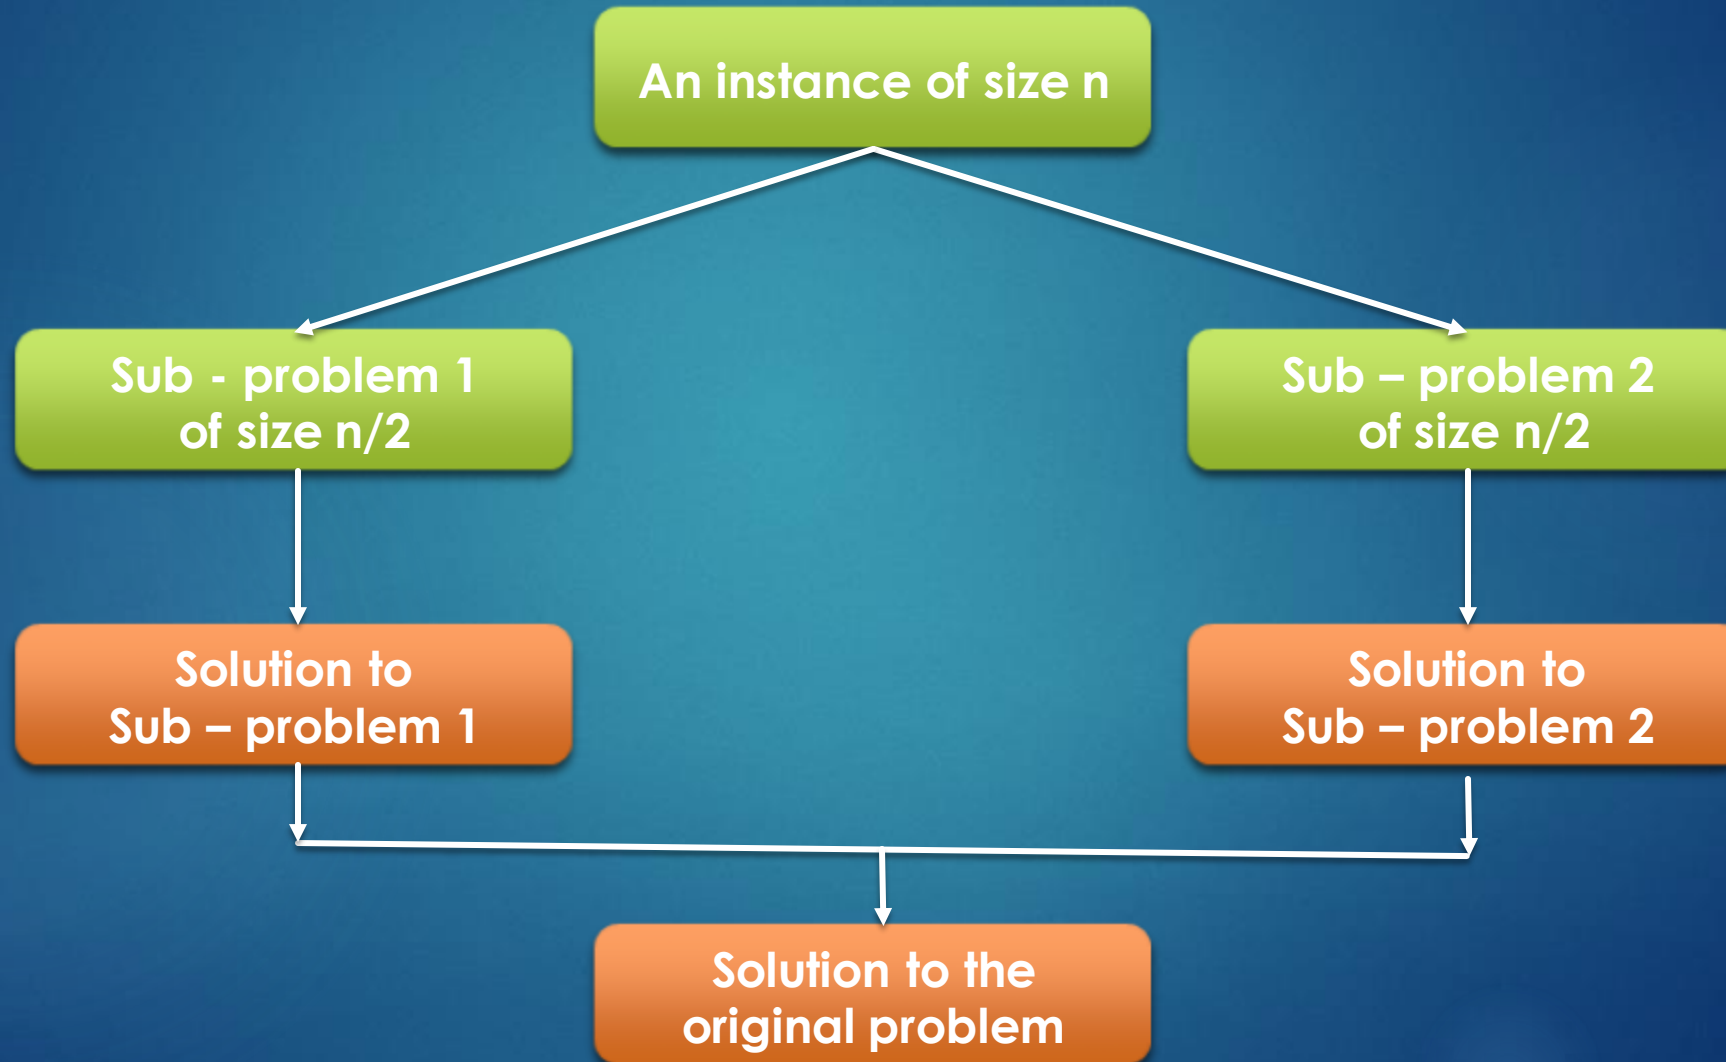 An instance of size n
Sub - problem 1
of size n/2
Sub – problem 2
of size n/2
Solution to
Sub – problem 1
Solution to
Sub – problem 2
Solution to the
original problem